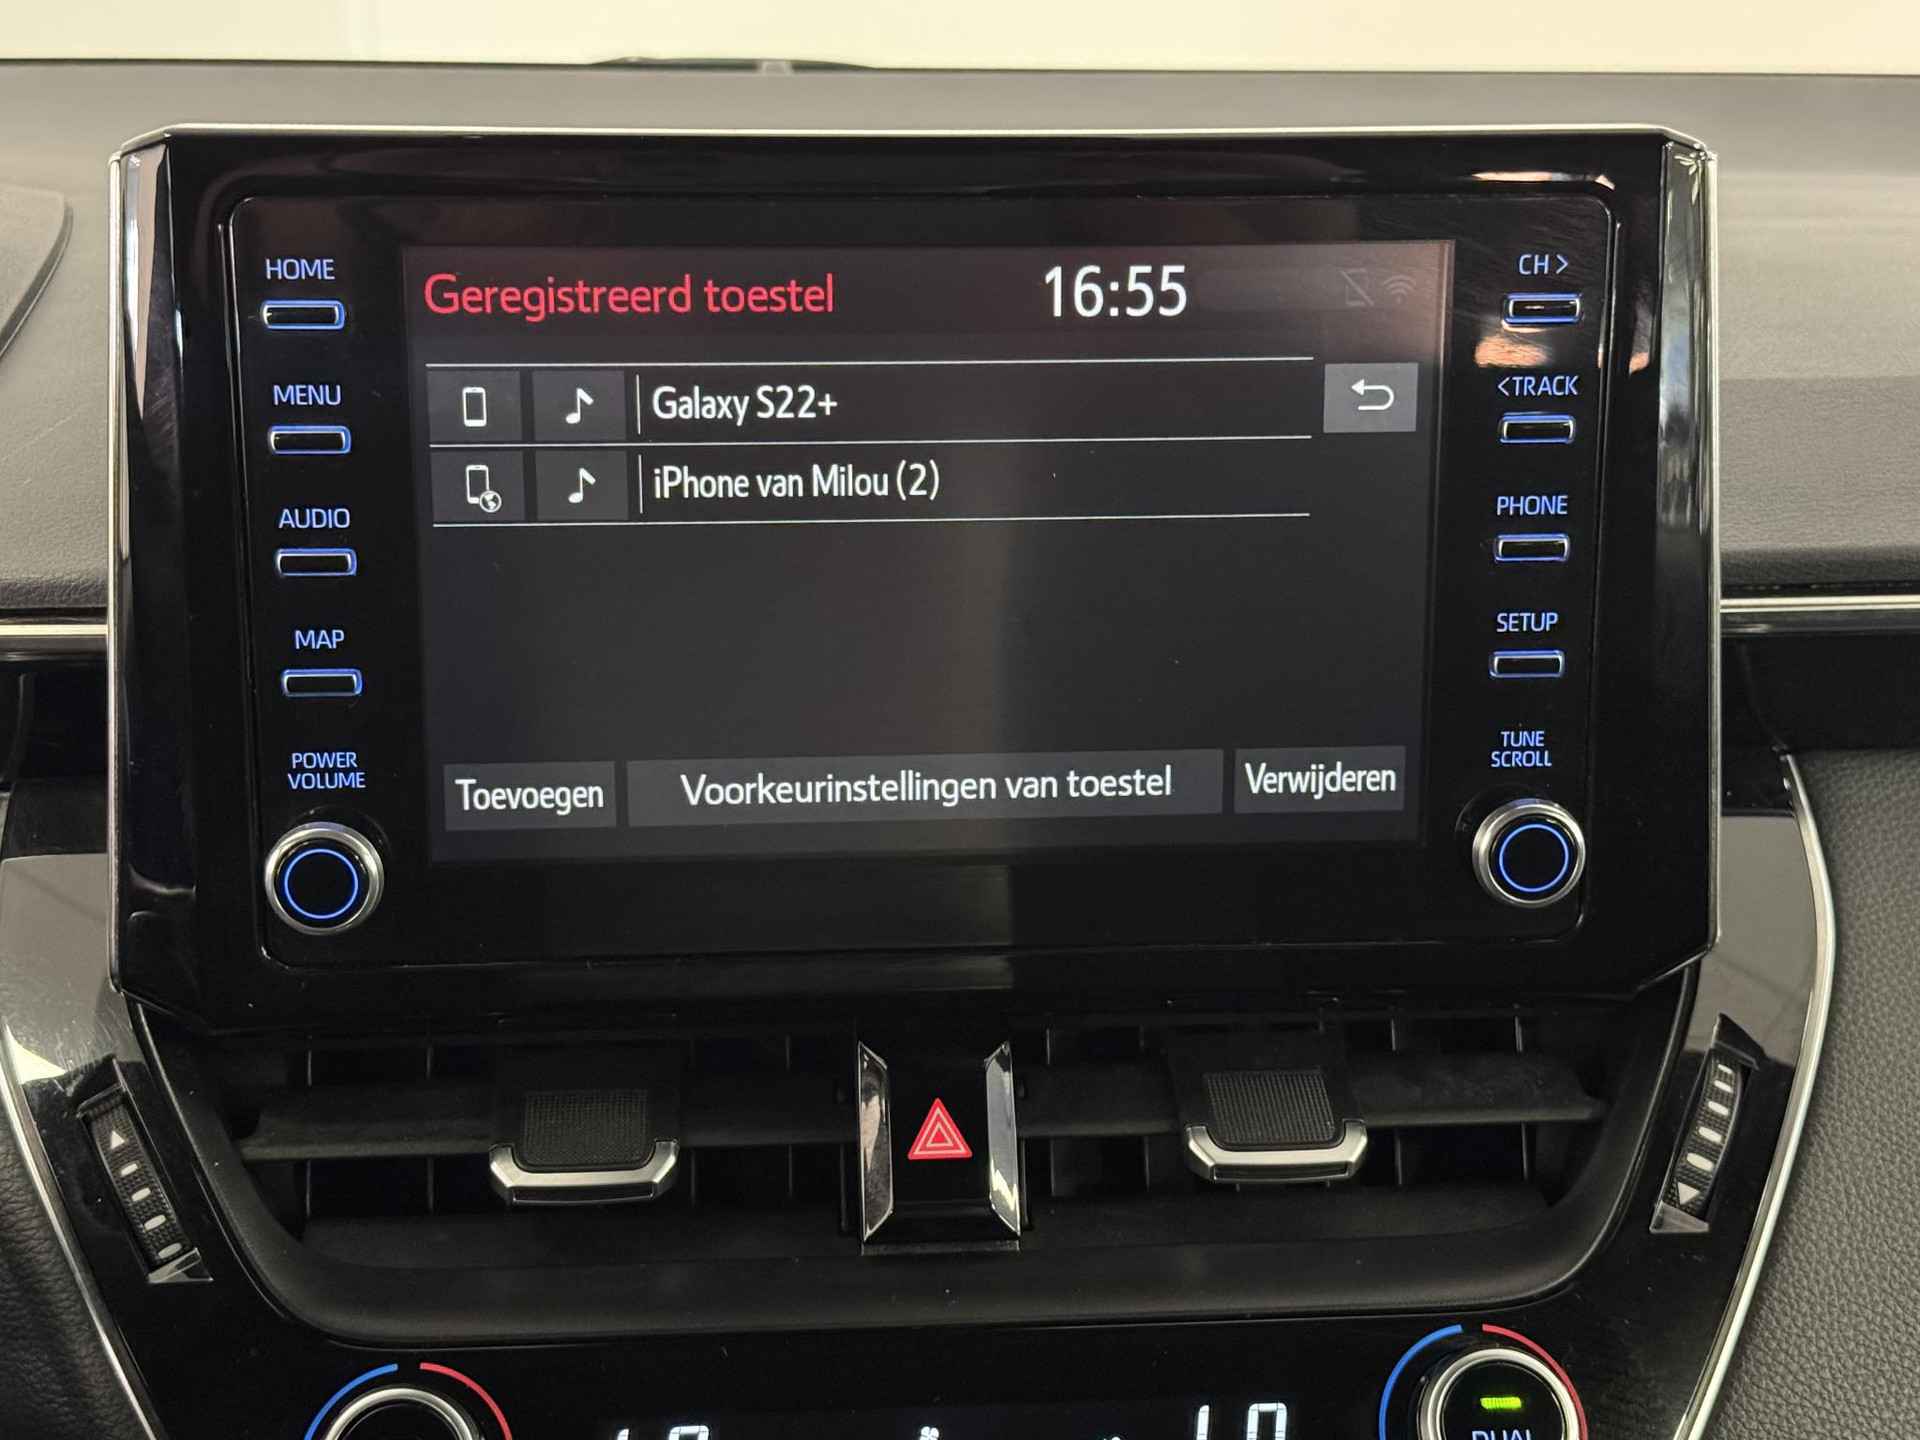 HOME
MENU
AUDIO
MAP
POWER
VOLUME
Geregistreerd toestel
16:55
Galaxy S22+
iPhone van Milou (2)
Toevoegen
Voorkeurinstellingen van toestel
Verwijderen
CH>
<TRACK
PHONE
SETUP
TUNE
SCROLL
DUAL